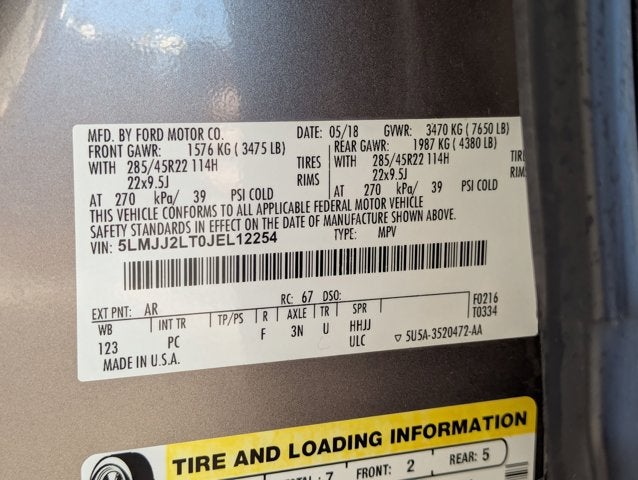 MFD. BY FORD MOTOR CO. DATE: 05/18 GVWR: 3470 KG ( 7650 LB)
FRONT GAWR: 1576 KG ( 3475 LB) REAR GAWR: 1987 KG ( 4380 LB)
WITH 285/45R22 114H TIRES WITH 285/45R22 114H
22x9.5J RIMS 22x9.5J
AT 270 kPa/ 39 PSI COLD AT 270 kPa/ 39 PSI COLD
THIS VEHICLE CONFORMS TO ALL APPLICABLE FEDERAL MOTOR VEHICLE
SAFETY STANDARDS IN EFFECT ON THE DATE OF MANUFACTURE SHOWN ABOVE.
VIN: 5LMJJ2LT0JEL12254 TYPE: MPV
EXT PNT: AR RC: 67 DSO: F0216
WB INT TR TP/PS R AXLE TR SPR T0334
123 PC F 3N U HHJJ
ULC 5U5A-3520472-AA
MADE IN U.S.A.
TIRE AND LOADING INFORMATION
7 FRONT: 2 REAR: 5